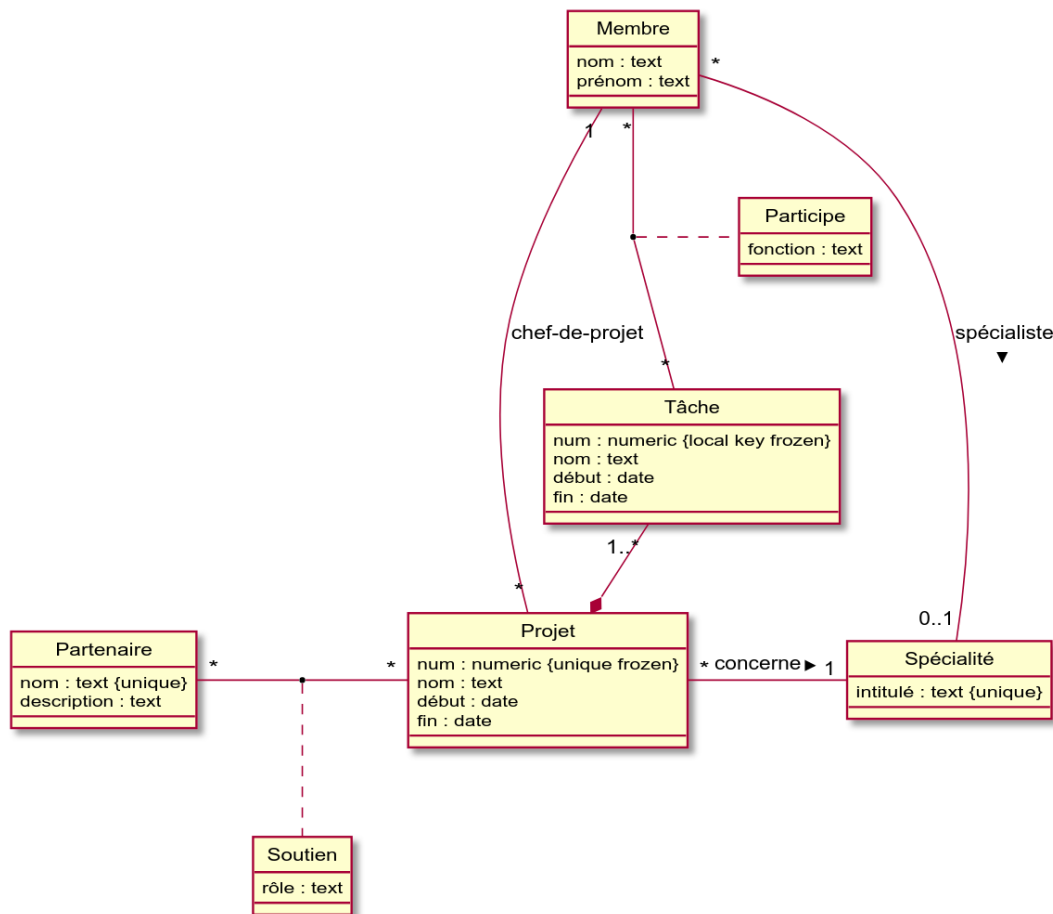 Membre
nom : text
prénom : text
*
1
*
Participe
fonction : text
chef-de-projet
spécialiste
▼
*
Tâche
num : numeric {local key frozen}
nom : text
début : date
fin : date
1..*
*
0..1
Projet
num : numeric {unique frozen}
nom : text
début : date
fin : date
Partenaire
nom : text {unique}
description : text
*
*
* concerne ► 1
Spécialité
intitulé : text {unique}
Soutien
rôle : text